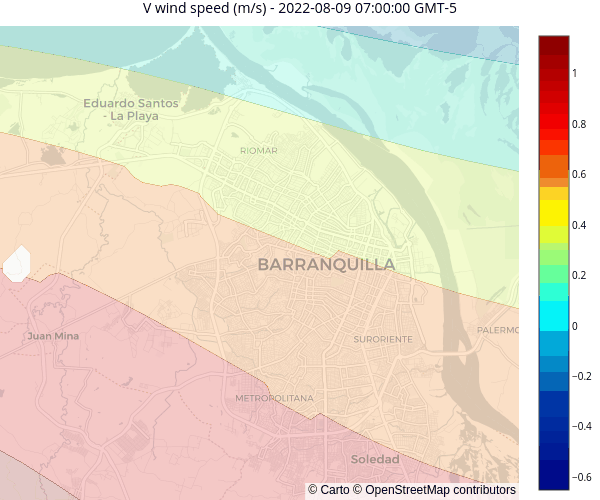 V wind speed (m/s) - 2022-08-09 07:00:00 GMT-5
Eduardo Santos
- La Playa
RIOMAR
BARRANQUILLA
Juan Mina
SURORIENTE
PALERMO
METROPOLITANA
Soledad
© Carto © OpenStreetMap contributors
1
0.8
0.6
0.4
0.2
0
−0.2
−0.4
−0.6